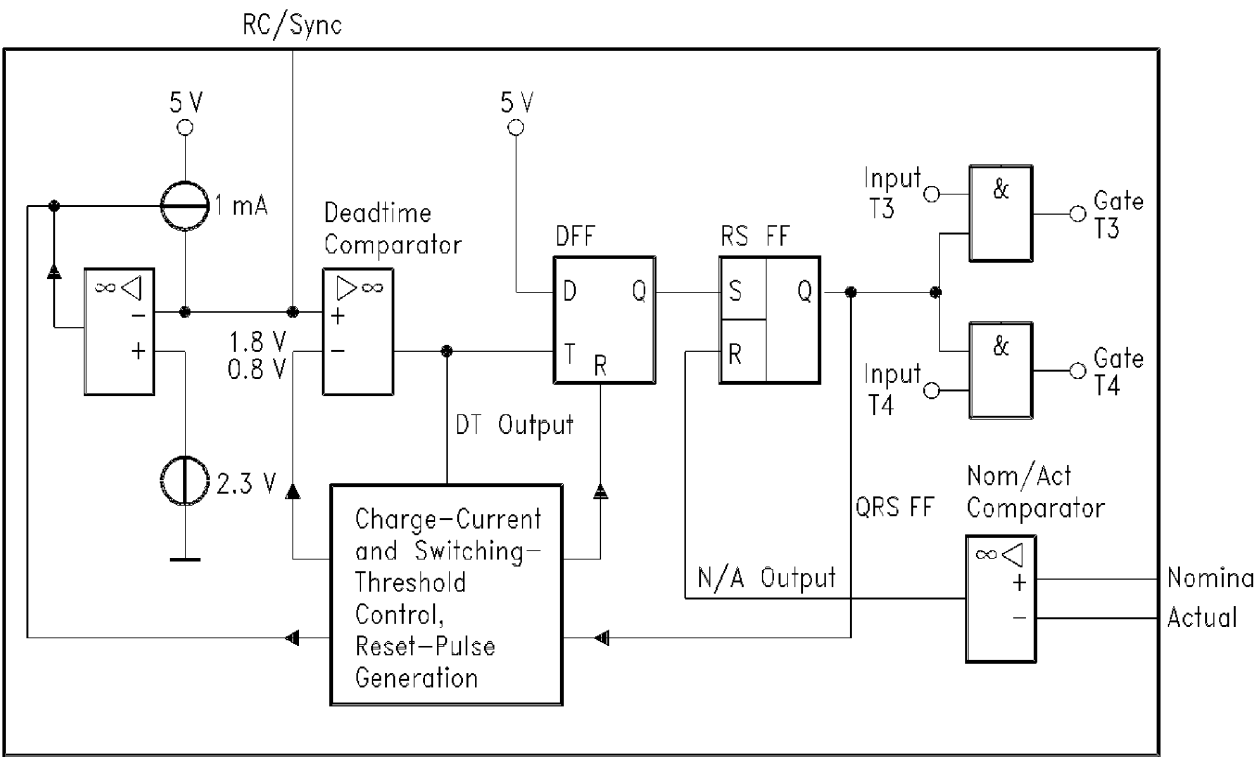 RC/Sync
5 V
5 V
1 mA
Deadtime
Comparator
DFF
RS FF
Input
T3
&
Gate
T3
∞
−
+
∞
+
−
1.8 V
0.8 V
D
Q
T
R
S
Q
R
Input
T4
&
Gate
T4
DT Output
2.3 V
Charge-Current
and Switching-
Threshold
Control,
Reset-Pulse
Generation
QRS FF
Nom/Act
Comparator
N/A Output
∞
+
−
Nomina
Actual